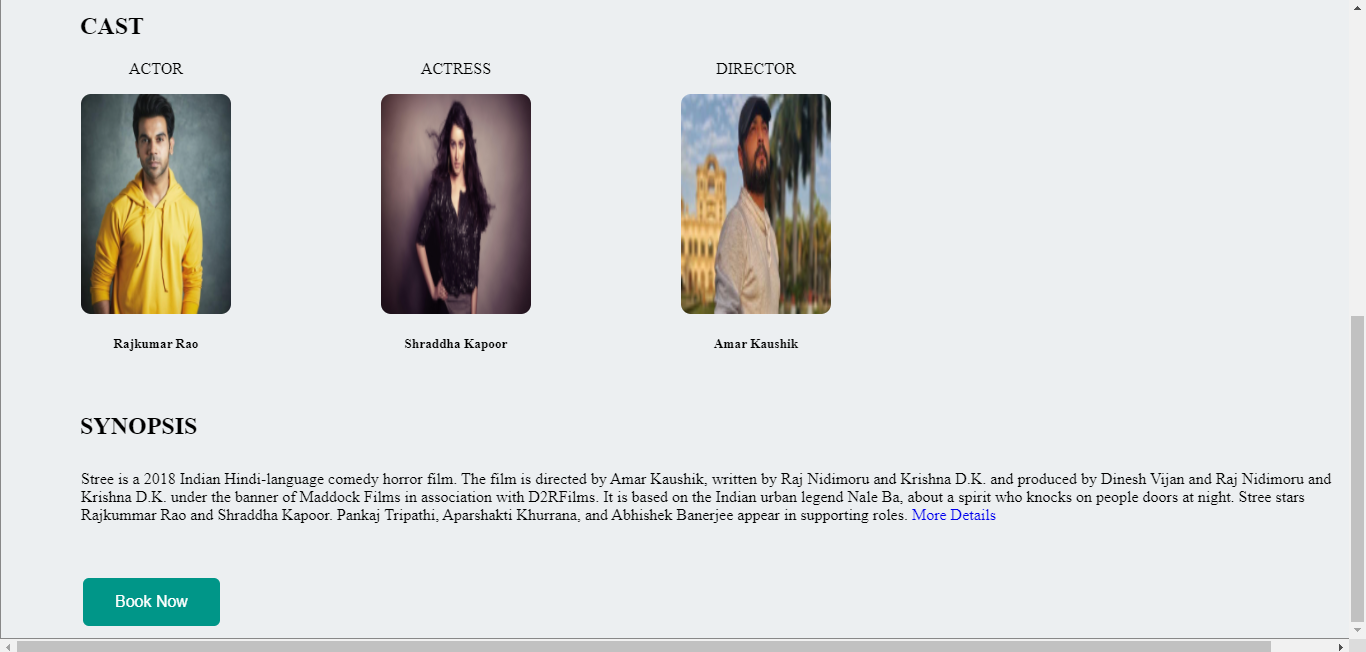 CAST
ACTOR ACTRESS DIRECTOR
Rajkumar Rao Shraddha Kapoor Amar Kaushik
SYNOPSIS
Stree is a 2018 Indian Hindi-language comedy horror film. The film is directed by Amar Kaushik, written by Raj Nidimoru and Krishna D.K. and produced by Dinesh Vijan and Raj Nidimoru and
Krishna D.K. under the banner of Maddock Films in association with D2RFilms. It is based on the Indian urban legend Nale Ba, about a spirit who knocks on people doors at night. Stree stars
Rajkummar Rao and Shraddha Kapoor. Pankaj Tripathi, Aparshakti Khurrana, and Abhishek Banerjee appear in supporting roles. More Details
Book Now